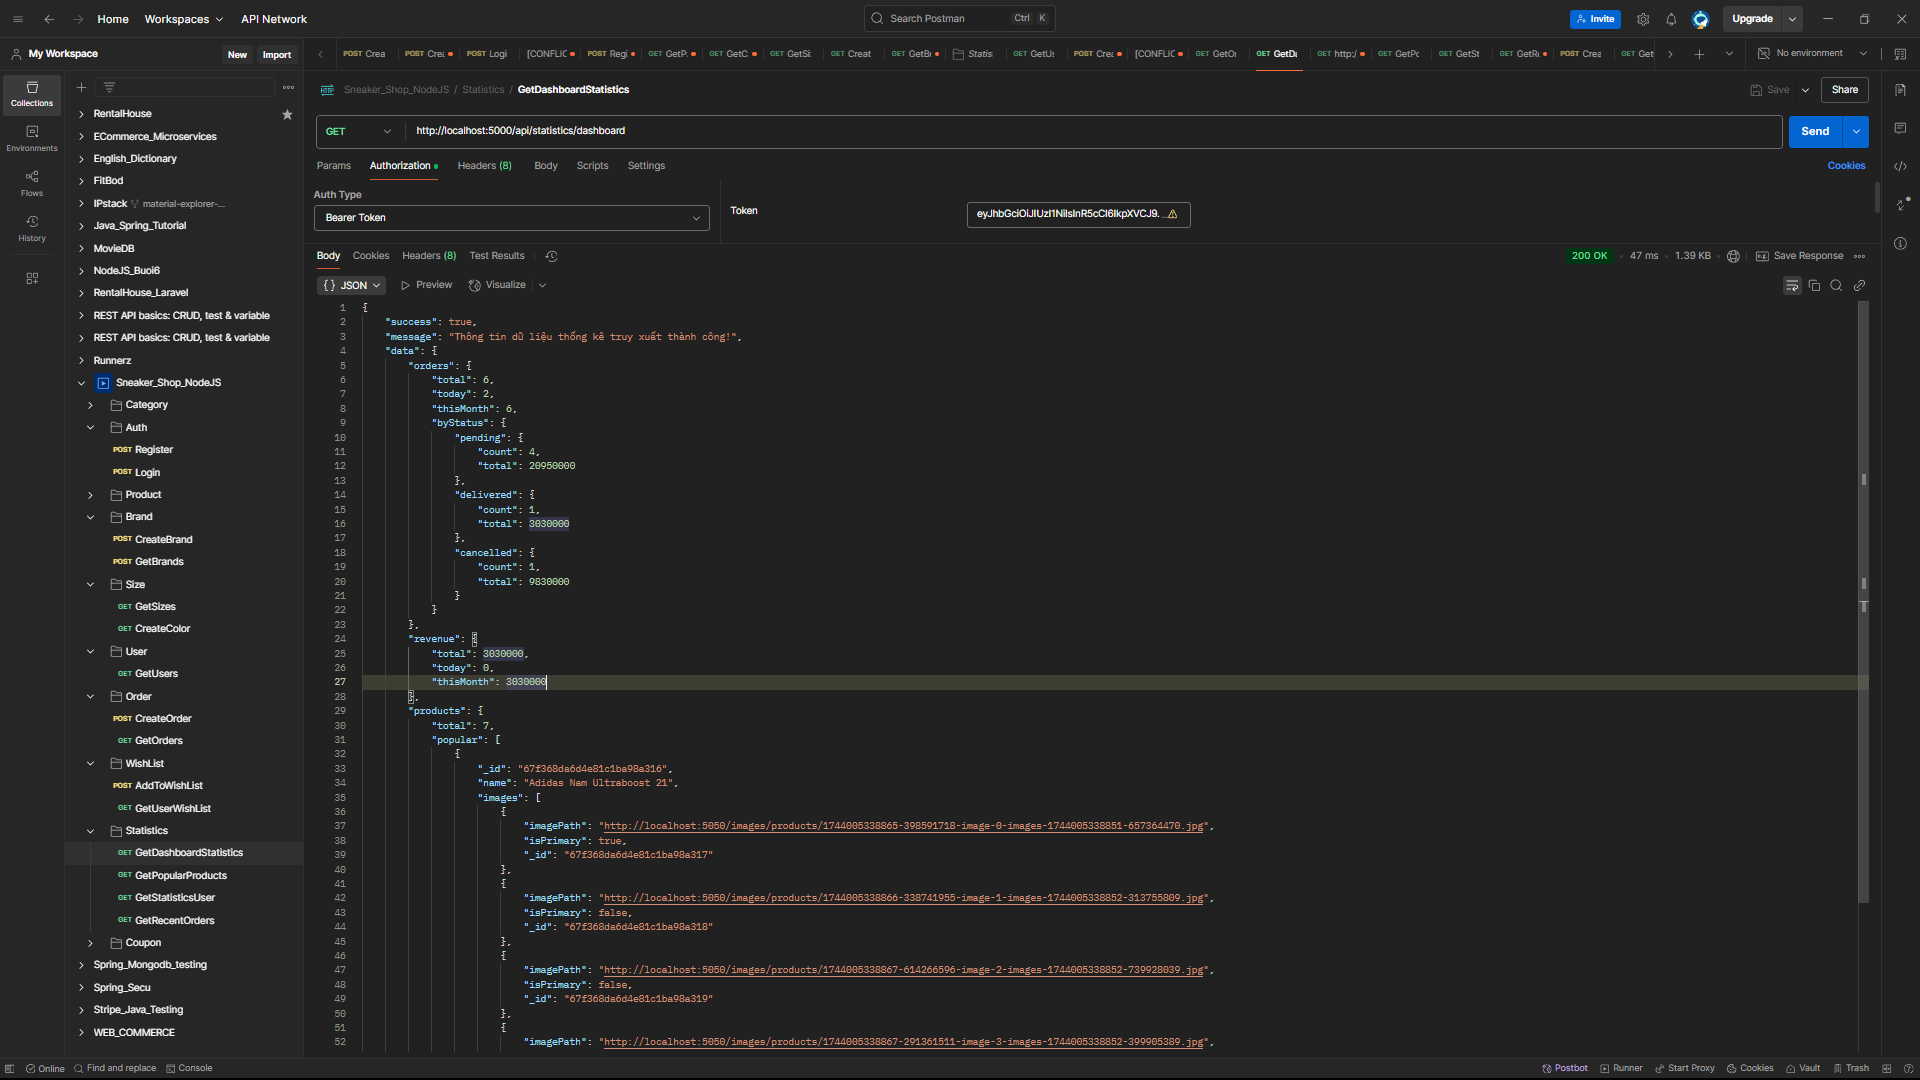 Home
Workspaces
API Network
Search Postman
Ctrl
K
Invite
Upgrade
My Workspace
New
Import
POST Crea
POST Crea
POST Logi
[CONFLIC
POST Regi
GET GetP
GET GetC
GET GetSi
GET Creat
GET GetBi
Statis
GET GetUs
POST Crea
[CONFLIC
GET GetOi
GET GetDa
GET http:/
GET GetPo
GET GetSt
GET GetRe
POST Crea
GET Get
No environment
Collections
Environments
Flows
History
RentalHouse
ECommerce_Microservices
English_Dictionary
FitBod
IPstack material-explorer-...
Java_Spring_Tutorial
MovieDB
NodeJS_Buoi6
RentalHouse_Laravel
REST API basics: CRUD, test & variable
REST API basics: CRUD, test & variable
Runnerz
Sneaker_Shop_NodeJS
Category
Auth
POST Register
POST Login
Product
Brand
POST CreateBrand
POST GetBrands
Size
GET GetSizes
GET CreateColor
User
GET GetUsers
Order
POST CreateOrder
GET GetOrders
WishList
POST AddToWishList
GET GetUserWishList
Statistics
GET GetDashboardStatistics
GET GetPopularProducts
GET GetStatisticsUser
GET GetRecentOrders
Coupon
Spring_Mongodb_testing
Spring_Secu
Stripe_Java_Testing
WEB_COMMERCE
HTTP Sneaker_Shop_NodeJS / Statistics / GetDashboardStatistics
Save
Share
GET
http://localhost:5000/api/statistics/dashboard
Send
Params
Authorization
Headers (8)
Body
Scripts
Settings
Cookies
Auth Type
Bearer Token
Token
eyJhbGciOiJIUzI1NiIsInR5cCI6IkpXVCJ9. ...
Body
Cookies
Headers (8)
Test Results
200 OK
47 ms
1.39 KB
Save Response
{} JSON
Preview
Visualize
1 {
2 "success": true,
3 "message": "Thông tin dữ liệu thống kê truy xuất thành công!",
4 "data": {
5 "orders": {
6 "total": 6,
7 "today": 2,
8 "thisMonth": 6,
9 "byStatus": {
10 "pending": {
11 "count": 4,
12 "total": 20950000
13 },
14 "delivered": {
15 "count": 1,
16 "total": 3030000
17 },
18 "cancelled": {
19 "count": 1,
20 "total": 9830000
21 }
22 }
23 },
24 "revenue": {
25 "total": 3030000,
26 "today": 0,
27 "thisMonth": 3030000
28 },
29 "products": {
30 "total": 7,
31 "popular": [
32 {
33 "_id": "67f368da6d4e81c1ba98a316",
34 "name": "Adidas Nam Ultraboost 21",
35 "images": [
36 {
37 "imagePath": "http://localhost:5050/images/products/1744005338865-398591718-image-0-images-1744005338851-657364470.jpg",
38 "isPrimary": true,
39 "_id": "67f368da6d4e81c1ba98a317"
40 },
41 {
42 "imagePath": "http://localhost:5050/images/products/1744005338866-338741955-image-1-images-1744005338852-313755809.jpg",
43 "isPrimary": false,
44 "_id": "67f368da6d4e81c1ba98a318"
45 },
46 {
47 "imagePath": "http://localhost:5050/images/products/1744005338867-614266596-image-2-images-1744005338852-739928039.jpg",
48 "isPrimary": false,
49 "_id": "67f368da6d4e81c1ba98a319"
50 },
51 {
52 "imagePath": "http://localhost:5050/images/products/1744005338867-291361511-image-3-images-1744005338852-399905389.jpg",
Online
Find and replace
Console
Postbot
Runner
Start Proxy
Cookies
Vault
Trash